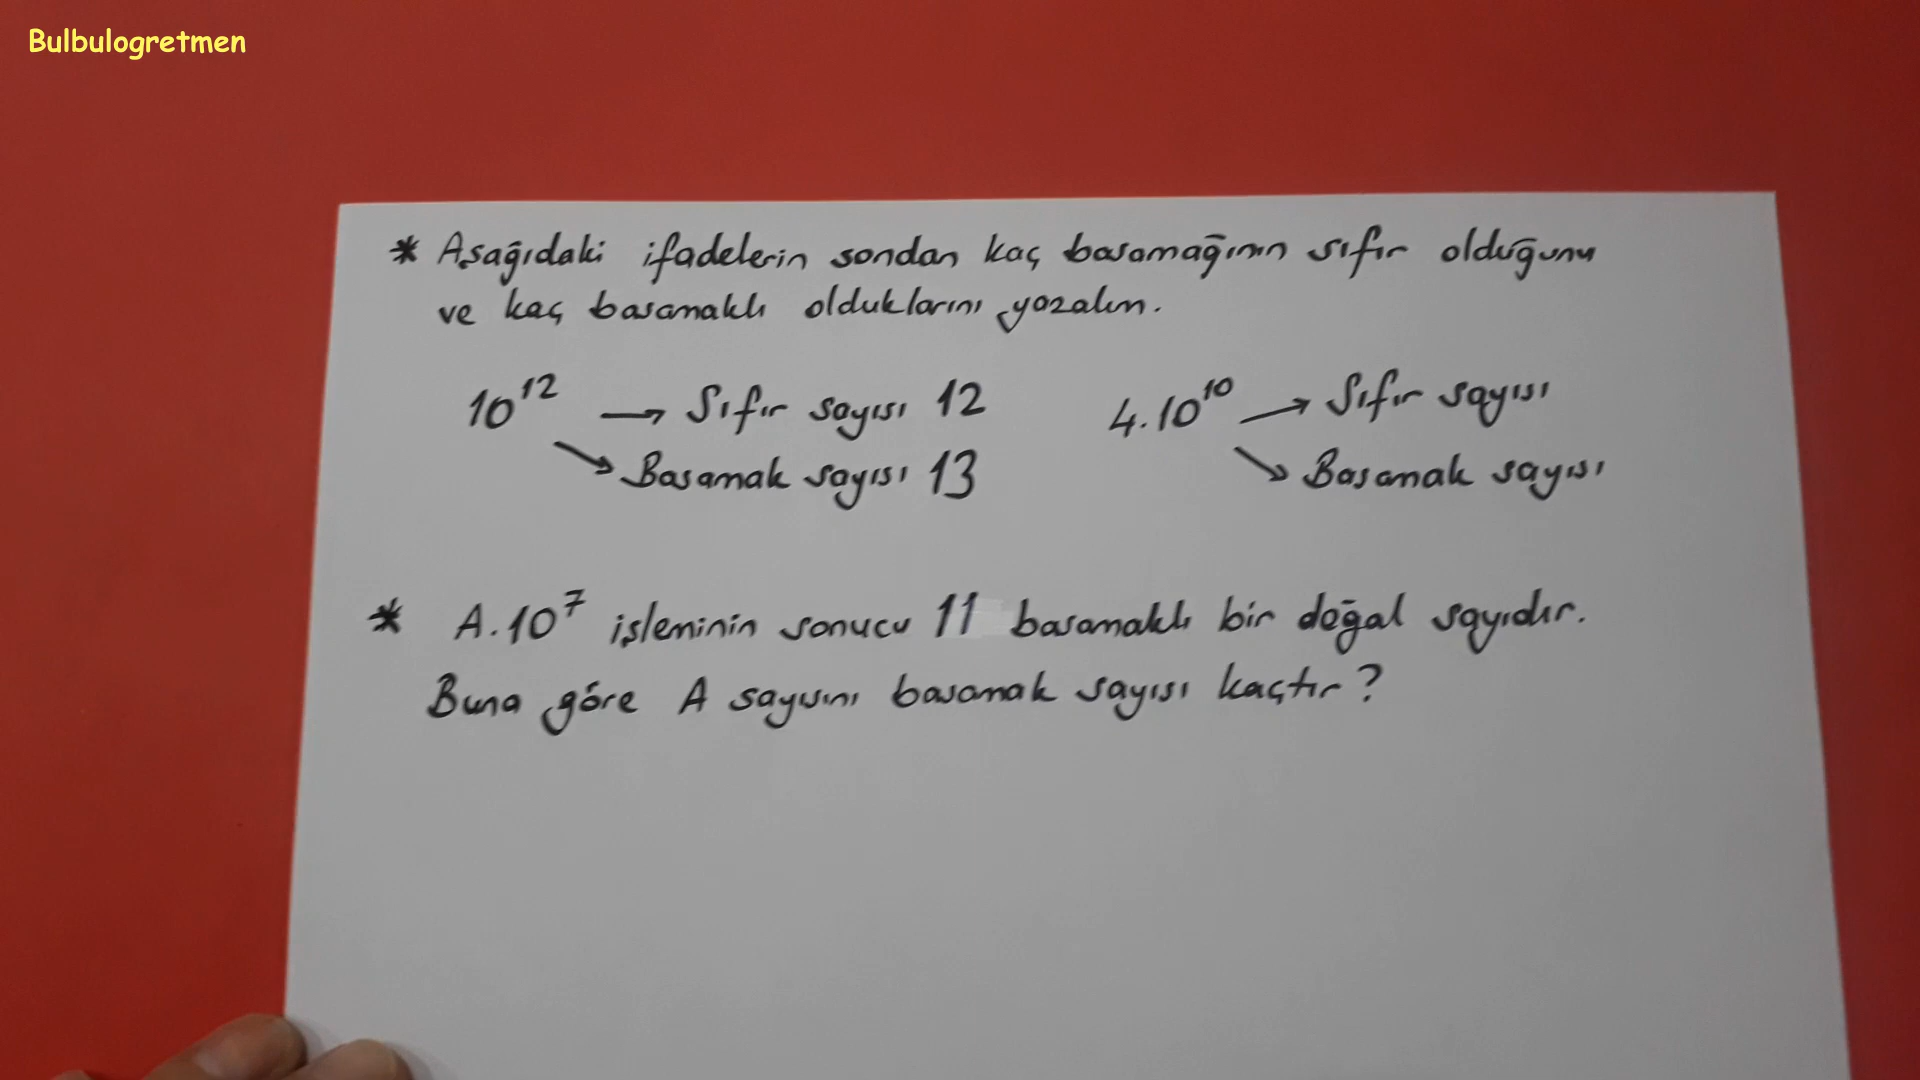 Bulbulogretmen
* Aşağıdaki ifadelerin sondan kaç basamağının sıfır olduğunu
ve kaç basamaklı olduklarını yazalım.
10¹² → Sıfır sayısı 12
↘ Basamak sayısı 13
4.10¹⁰ → Sıfır sayısı
↘ Basamak sayısı
* A.10⁷ işleminin sonucu 11 basamaklı bir doğal sayıdır.
Buna göre A sayısını basamak sayısı kaçtır?